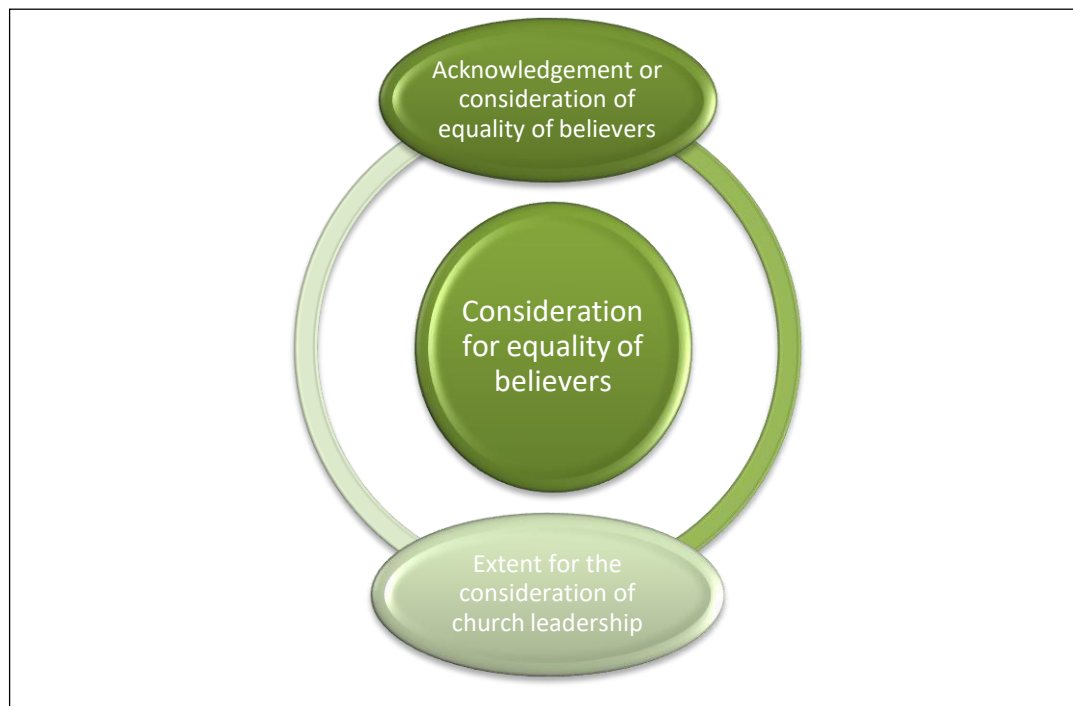 Acknowledgement or
consideration of
equality of believers
Consideration
for equality of
believers
Extent for the
consideration of
church leadership